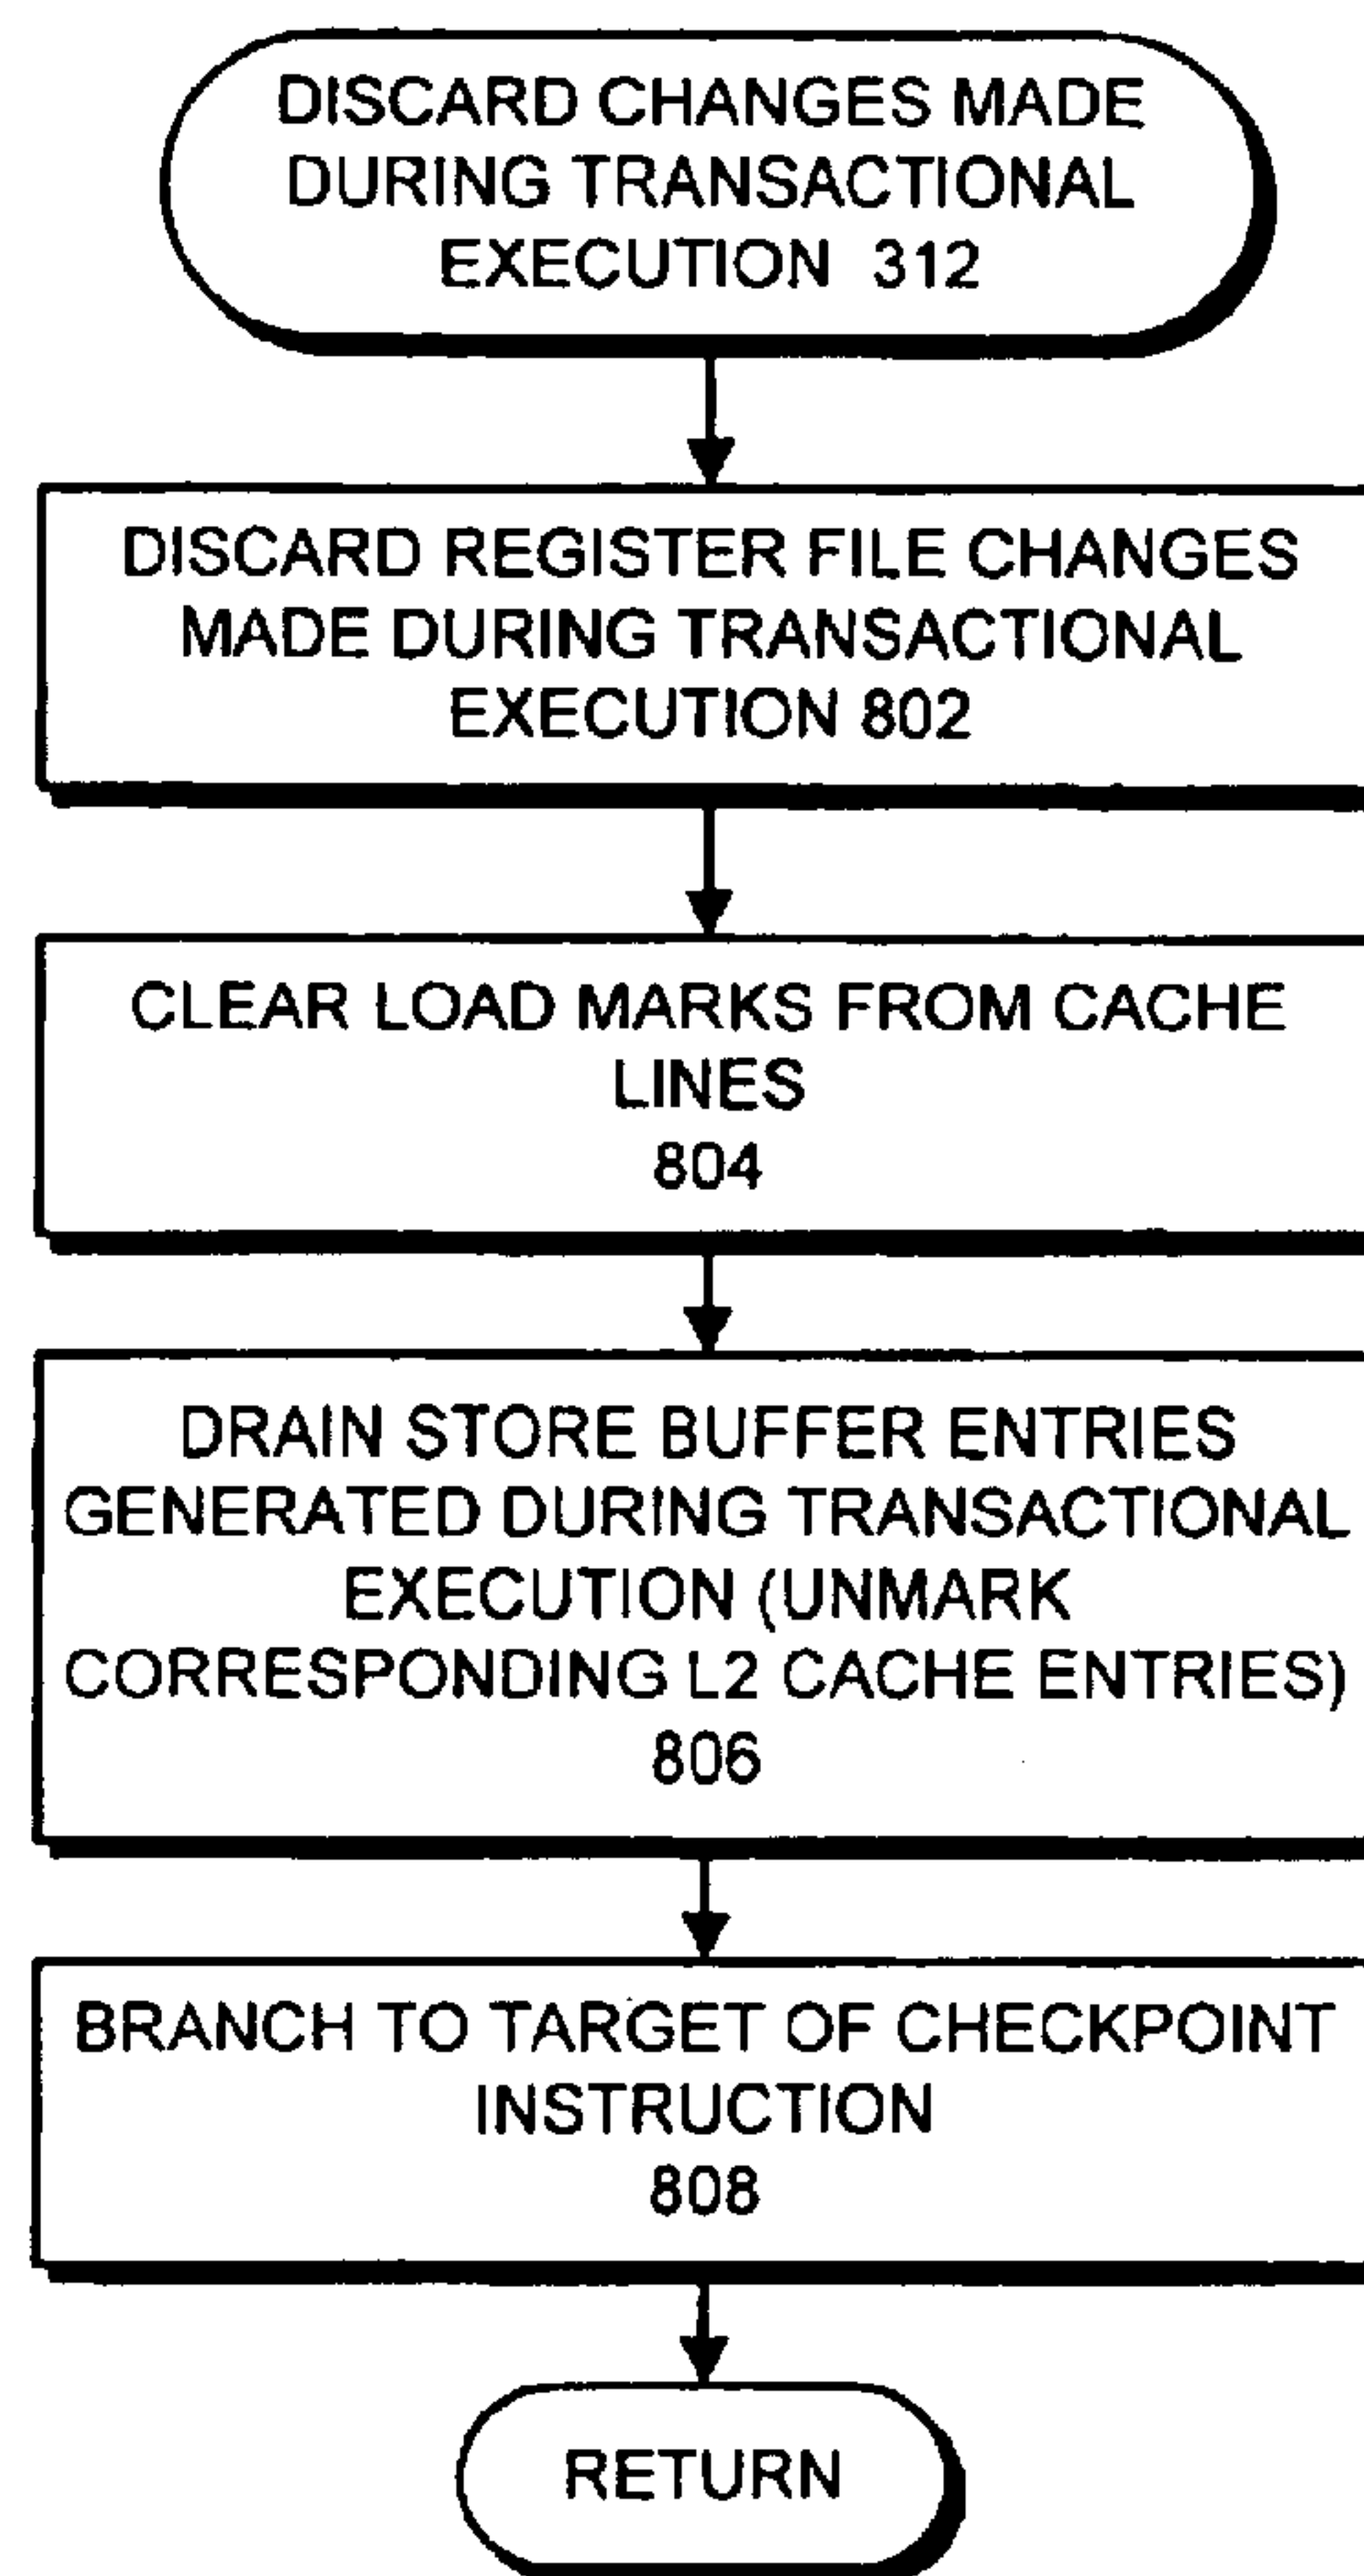 DISCARD CHANGES MADE
DURING TRANSACTIONAL
EXECUTION 312
DISCARD REGISTER FILE CHANGES
MADE DURING TRANSACTIONAL
EXECUTION 802
CLEAR LOAD MARKS FROM CACHE
LINES
804
DRAIN STORE BUFFER ENTRIES
GENERATED DURING TRANSACTIONAL
EXECUTION (UNMARK
CORRESPONDING L2 CACHE ENTRIES)
806
BRANCH TO TARGET OF CHECKPOINT
INSTRUCTION
808
RETURN